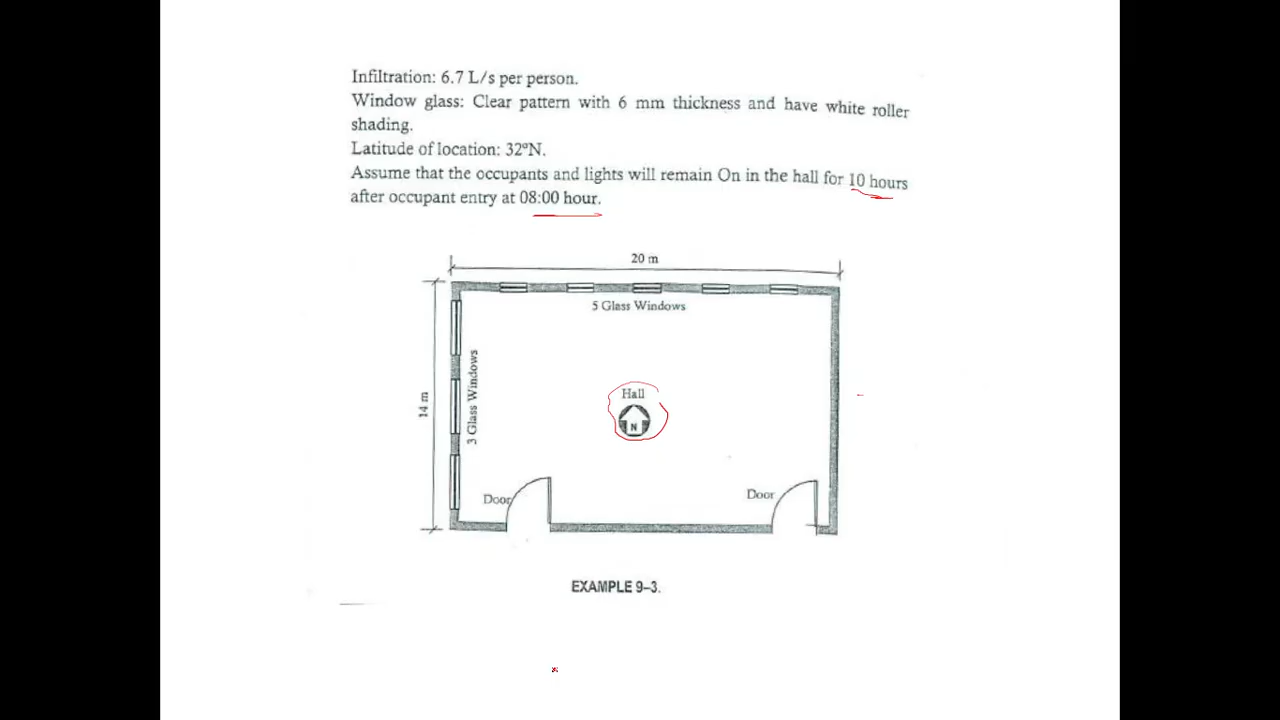 Infiltration: 6.7 L/s per person.
Window glass: Clear pattern with 6 mm thickness and have white roller
shading.
Latitude of location: 32ºN.
Assume that the occupants and lights will remain On in the hall for 10 hours
after occupant entry at 08:00 hour.
20 m
5 Glass Windows
3 Glass Windows
14 m
Hall
N
Door
Door
EXAMPLE 9–3.